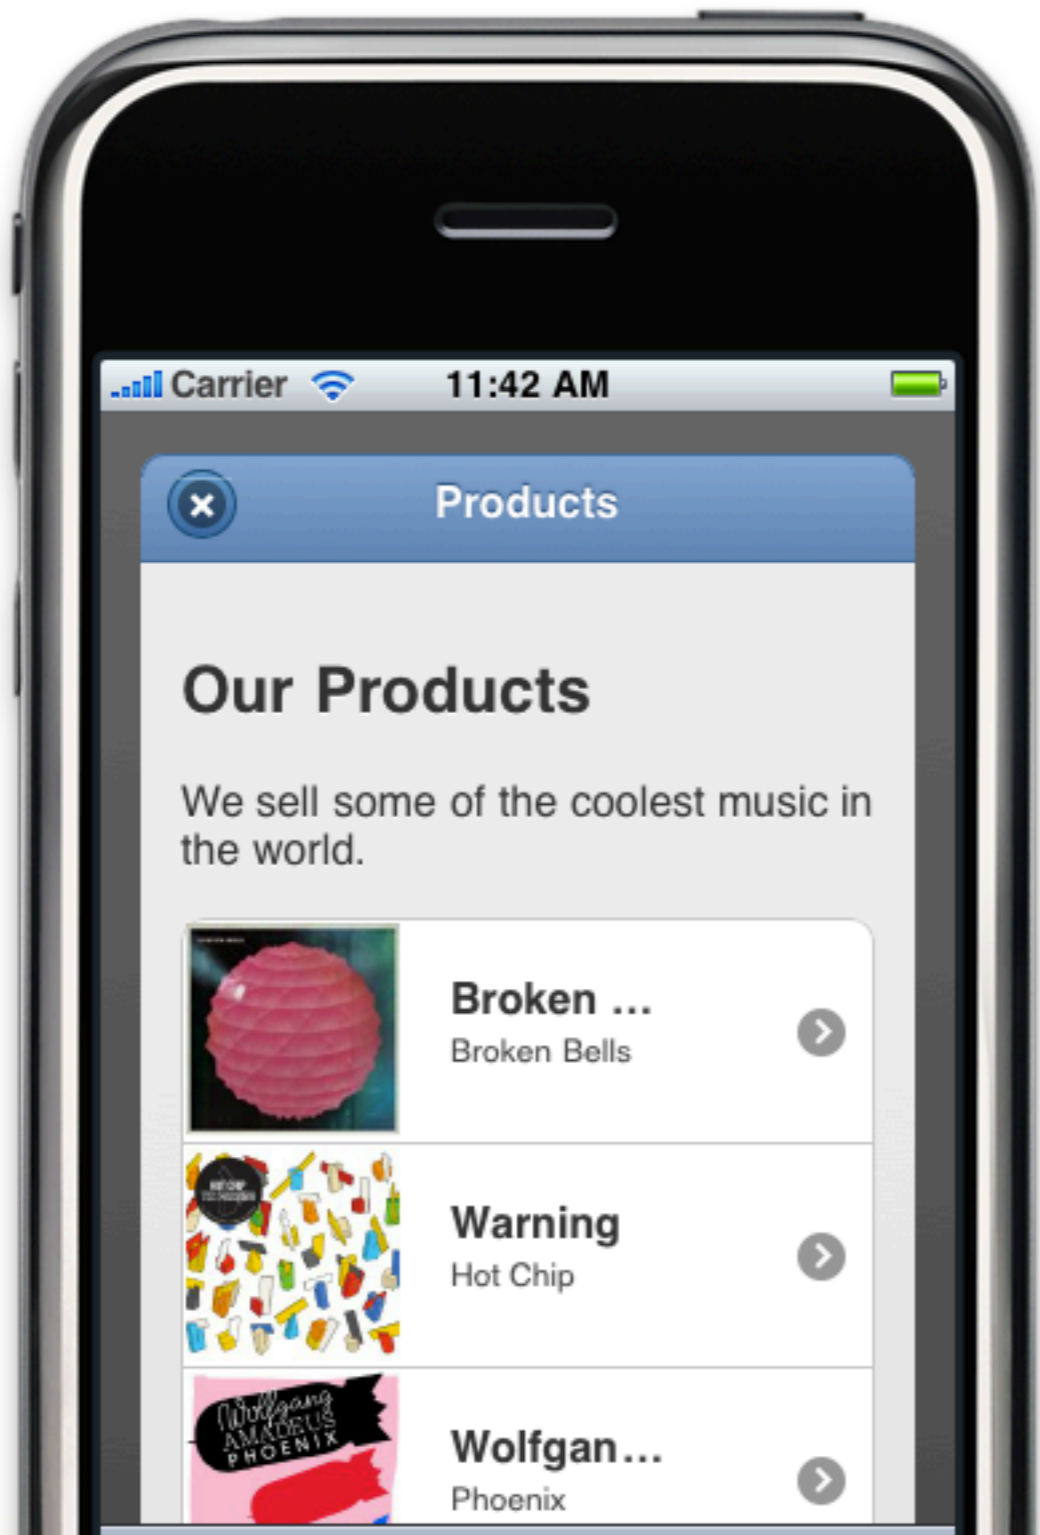 Carrier 11:42 AM
Products
Our Products
We sell some of the coolest music in
the world.
Broken ...
Broken Bells
Warning
Hot Chip
Wolfgang
AMADEUS
PHOENIX
Wolfgan...
Phoenix